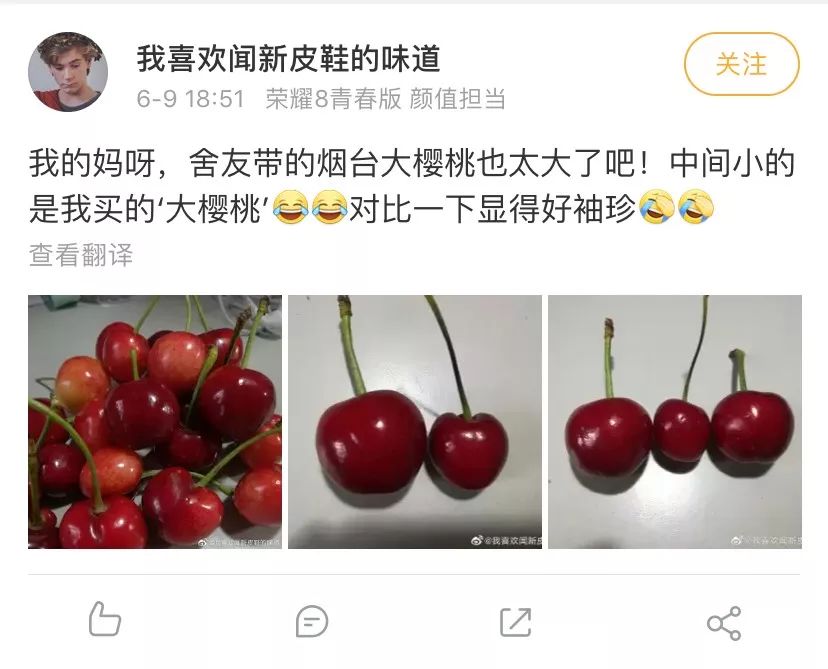 我喜欢闻新皮鞋的味道
关注
6-9 18:51 荣耀8青春版 颜值担当
我的妈呀，舍友带的烟台大樱桃也太大了吧！中间小的
是我买的‘大樱桃’😂😂对比一下显得好袖珍🤣🤣
查看翻译
@我喜欢闻新皮鞋的味道
@我喜欢闻新皮
@我喜欢闻新皮